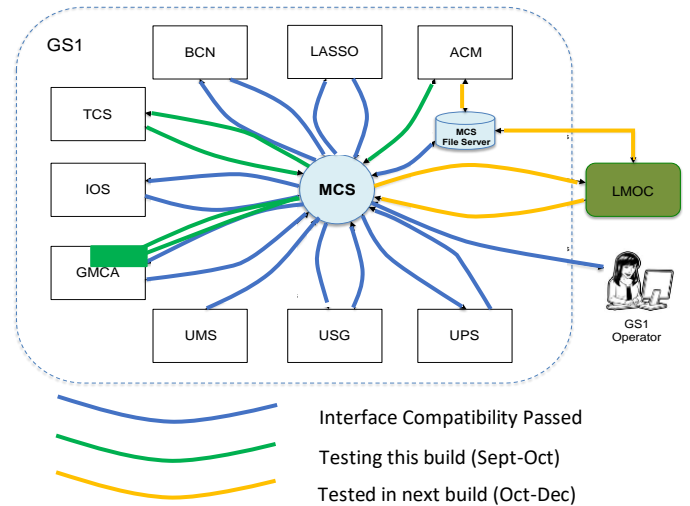 GS1
BCN
LASSO
ACM
TCS
MCS
File Server
IOS
MCS
LMOC
GMCA
UMS
USG
UPS
GS1
Operator
Interface Compatibility Passed
Testing this build (Sept-Oct)
Tested in next build (Oct-Dec)